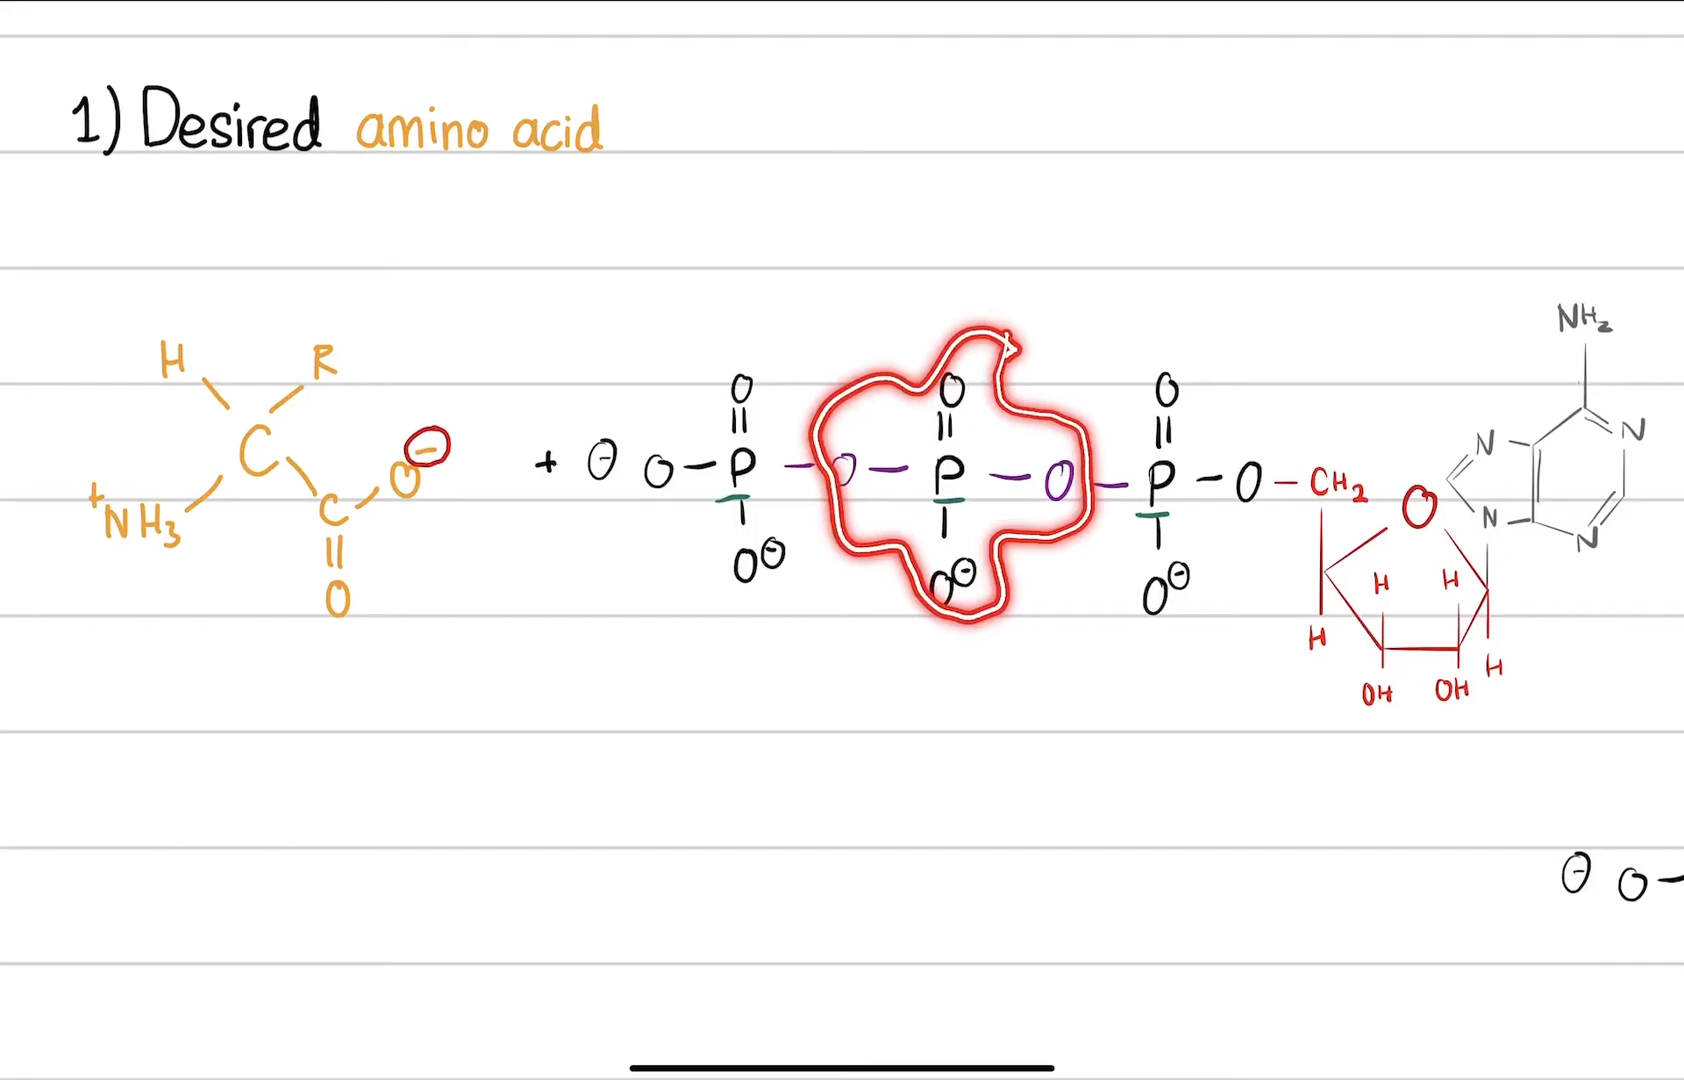 1) Desired amino acid
NH₂
H R O O O
C O⊖ N N
+ ⊖ O-P-O-P-O-P-O-CH₂ O
⁺NH₃ C N N
O O⊖ O⊖ O⊖ H H
H H
OH OH
⊖ O-